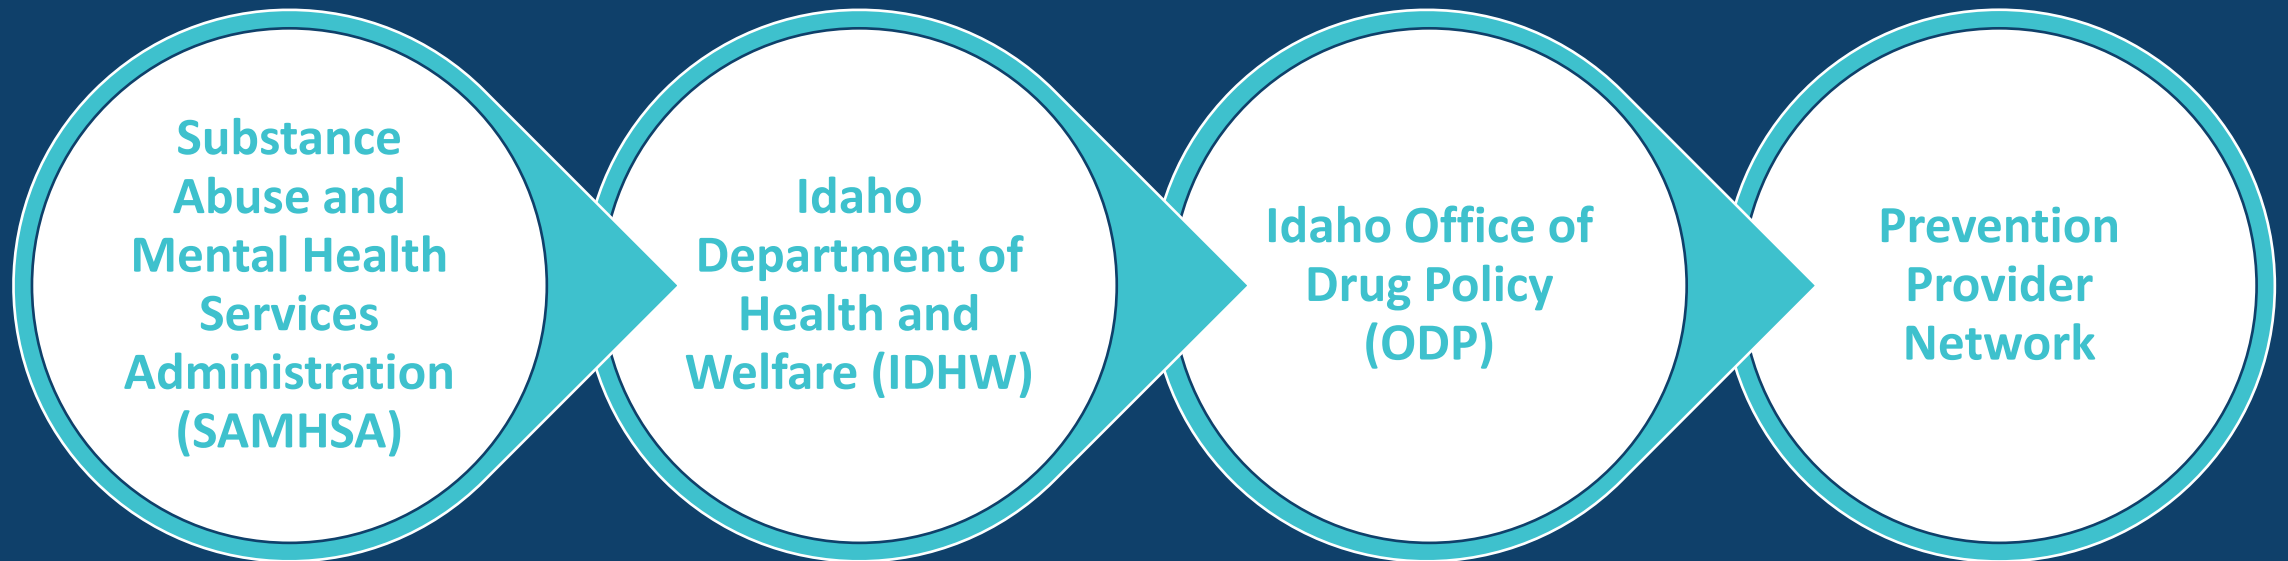 Substance
Abuse and
Mental Health
Services
Administration
(SAMHSA)
Idaho
Department of
Health and
Welfare (IDHW)
Idaho Office of
Drug Policy
(ODP)
Prevention
Provider
Network